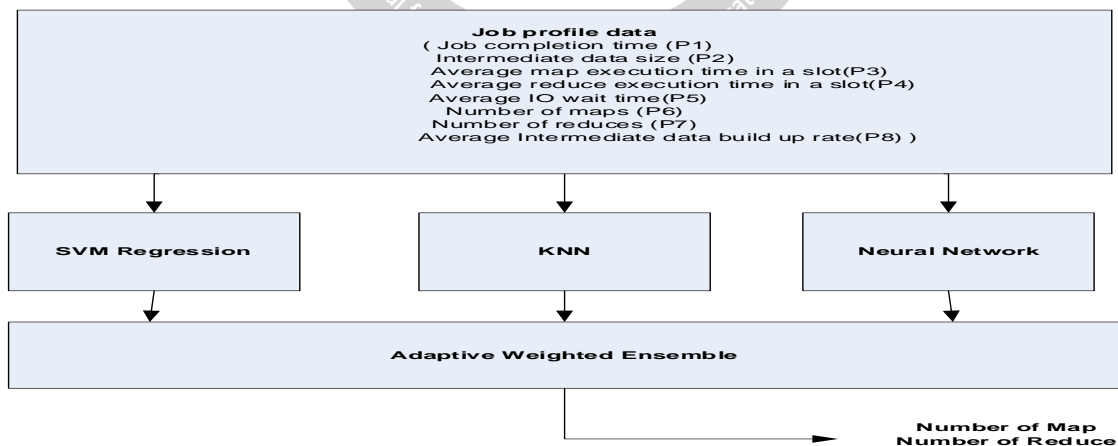 Job profile data
( Job completion time (P1)
Intermediate data size (P2)
Average map execution time in a slot(P3)
Average reduce execution time in a slot(P4)
Average IO wait time(P5)
Number of maps (P6)
Number of reduces (P7)
Average Intermediate data build up rate(P8) )
SVM Regression
KNN
Neural Network
Adaptive Weighted Ensemble
Number of Map
Number of Reduce